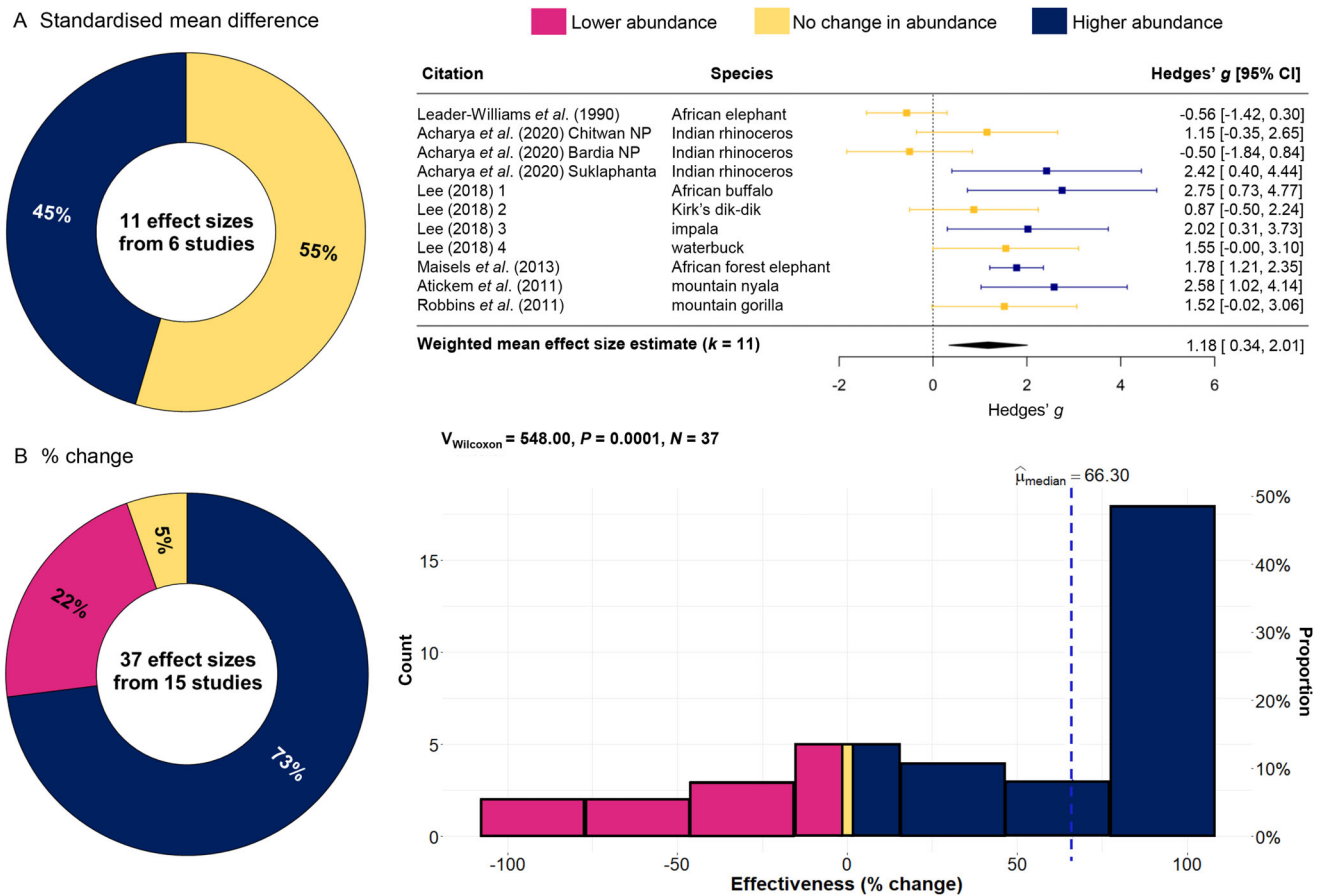 A Standardised mean difference
Lower abundance No change in abundance Higher abundance
45%
11 effect sizes
from 6 studies
55%
Citation Species Hedges' g [95% CI]
Leader-Williams et al. (1990) African elephant -0.56 [-1.42, 0.30]
Acharya et al. (2020) Chitwan NP Indian rhinoceros 1.15 [-0.35, 2.65]
Acharya et al. (2020) Bardia NP Indian rhinoceros -0.50 [-1.84, 0.84]
Acharya et al. (2020) Suklaphanta Indian rhinoceros 2.42 [ 0.40, 4.44]
Lee (2018) 1 African buffalo 2.75 [ 0.73, 4.77]
Lee (2018) 2 Kirk's dik-dik 0.87 [-0.50, 2.24]
Lee (2018) 3 impala 2.02 [ 0.31, 3.73]
Lee (2018) 4 waterbuck 1.55 [-0.00, 3.10]
Maisels et al. (2013) African forest elephant 1.78 [ 1.21, 2.35]
Atickem et al. (2011) mountain nyala 2.58 [ 1.02, 4.14]
Robbins et al. (2011) mountain gorilla 1.52 [-0.02, 3.06]
Weighted mean effect size estimate (k = 11) 1.18 [ 0.34, 2.01]
-2 0 2 4 6
Hedges' g
B % change
5%
22%
37 effect sizes
from 15 studies
73%
V Wilcoxon = 548.00, P = 0.0001, N = 37
μ̂ median = 66.30
Count
15
10
5
0
50%
40%
30%
20%
10%
0%
Proportion
-100 -50 0 50 100
Effectiveness (% change)